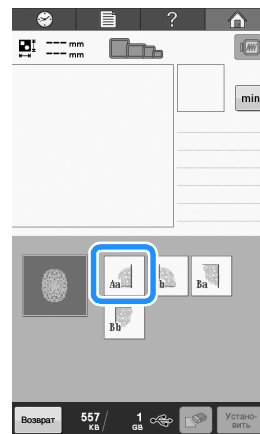 ?
--- mm
--- mm
min
Aa
Ba
Bb
Возврат
557 KB / 1 GB
Устано-
вить